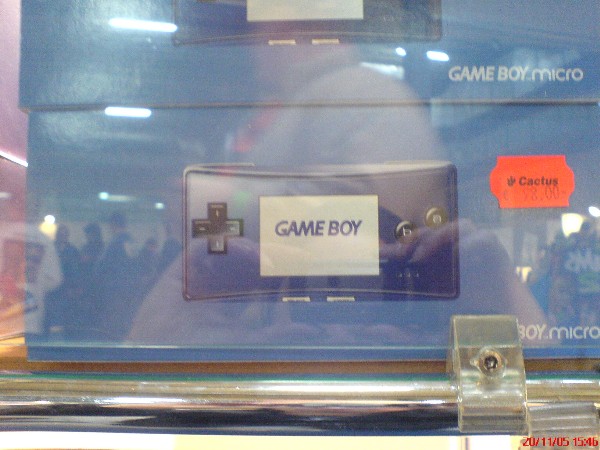 GAME BOY micro
Cactus
GAME BOY
BOY micro
20/11/05 15:46